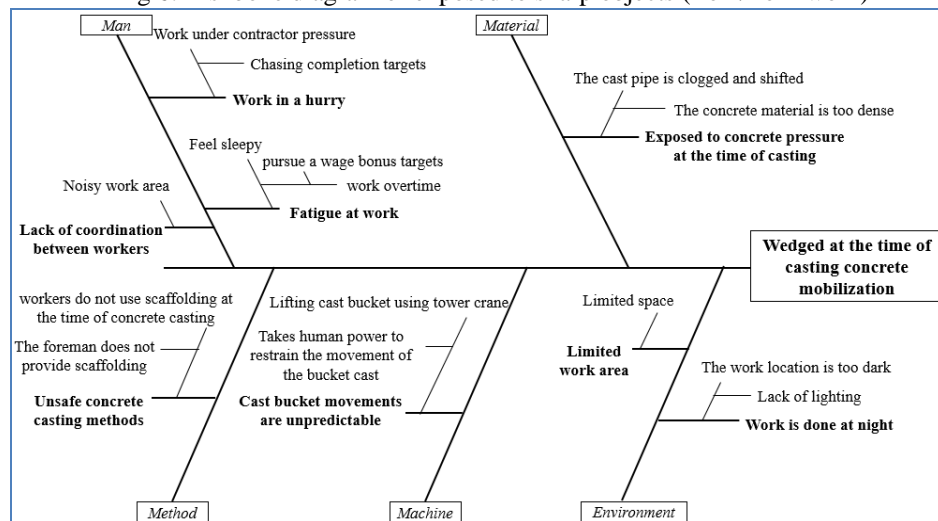 Man
Work under contractor pressure
Chasing completion targets
Work in a hurry
Feel sleepy
pursue a wage bonus targets
work overtime
Fatigue at work
Noisy work area
Lack of coordination
between workers
Material
The cast pipe is clogged and shifted
The concrete material is too dense
Exposed to concrete pressure
at the time of casting
Wedged at the time of
casting concrete
mobilization
workers do not use scaffolding at
the time of concrete casting
The foreman does not
provide scaffolding
Unsafe concrete
casting methods
Method
Lifting cast bucket using tower crane
Takes human power to
restrain the movement of
the bucket cast
Cast bucket movements
are unpredictable
Machine
Limited space
Limited
work area
The work location is too dark
Lack of lighting
Work is done at night
Environment